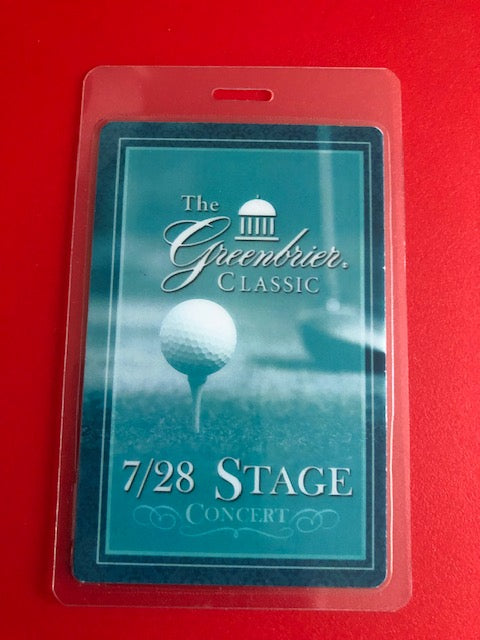 The
Greenbrier.
CLASSIC
7/28 STAGE
CONCERT